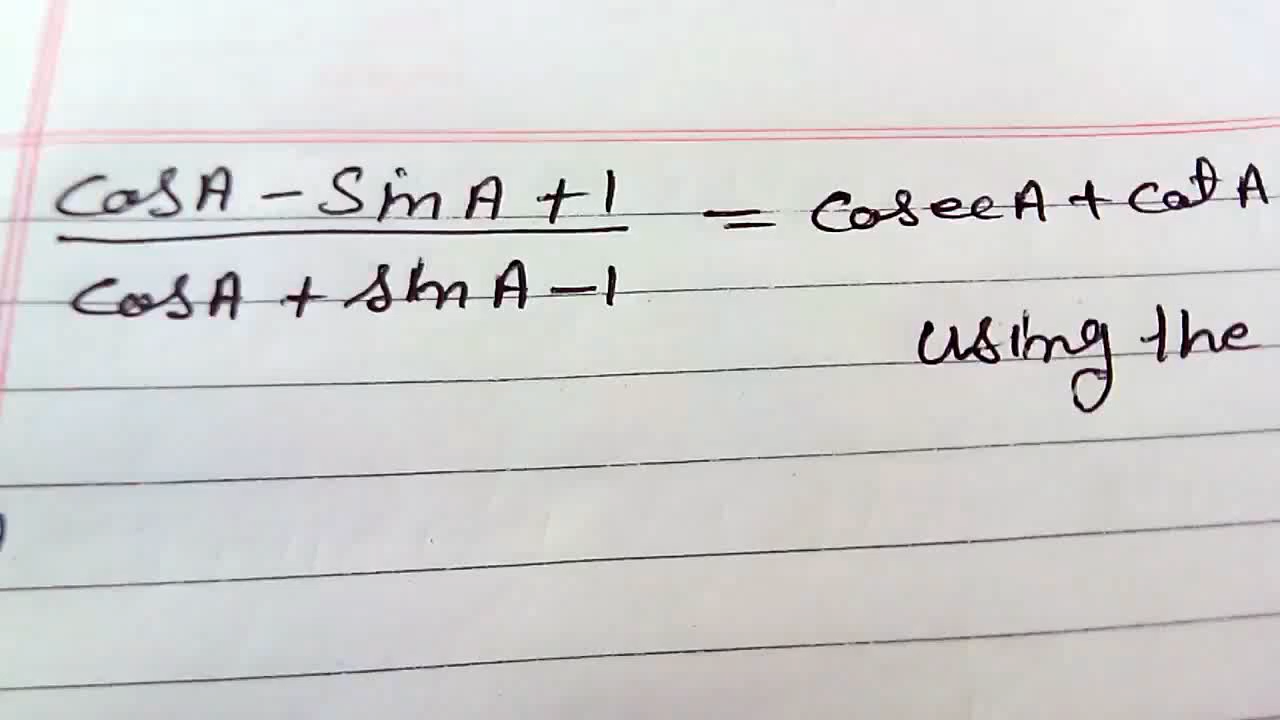 cosA - SinA + 1 = cosecA + cotA
cosA + sinA - 1
using the